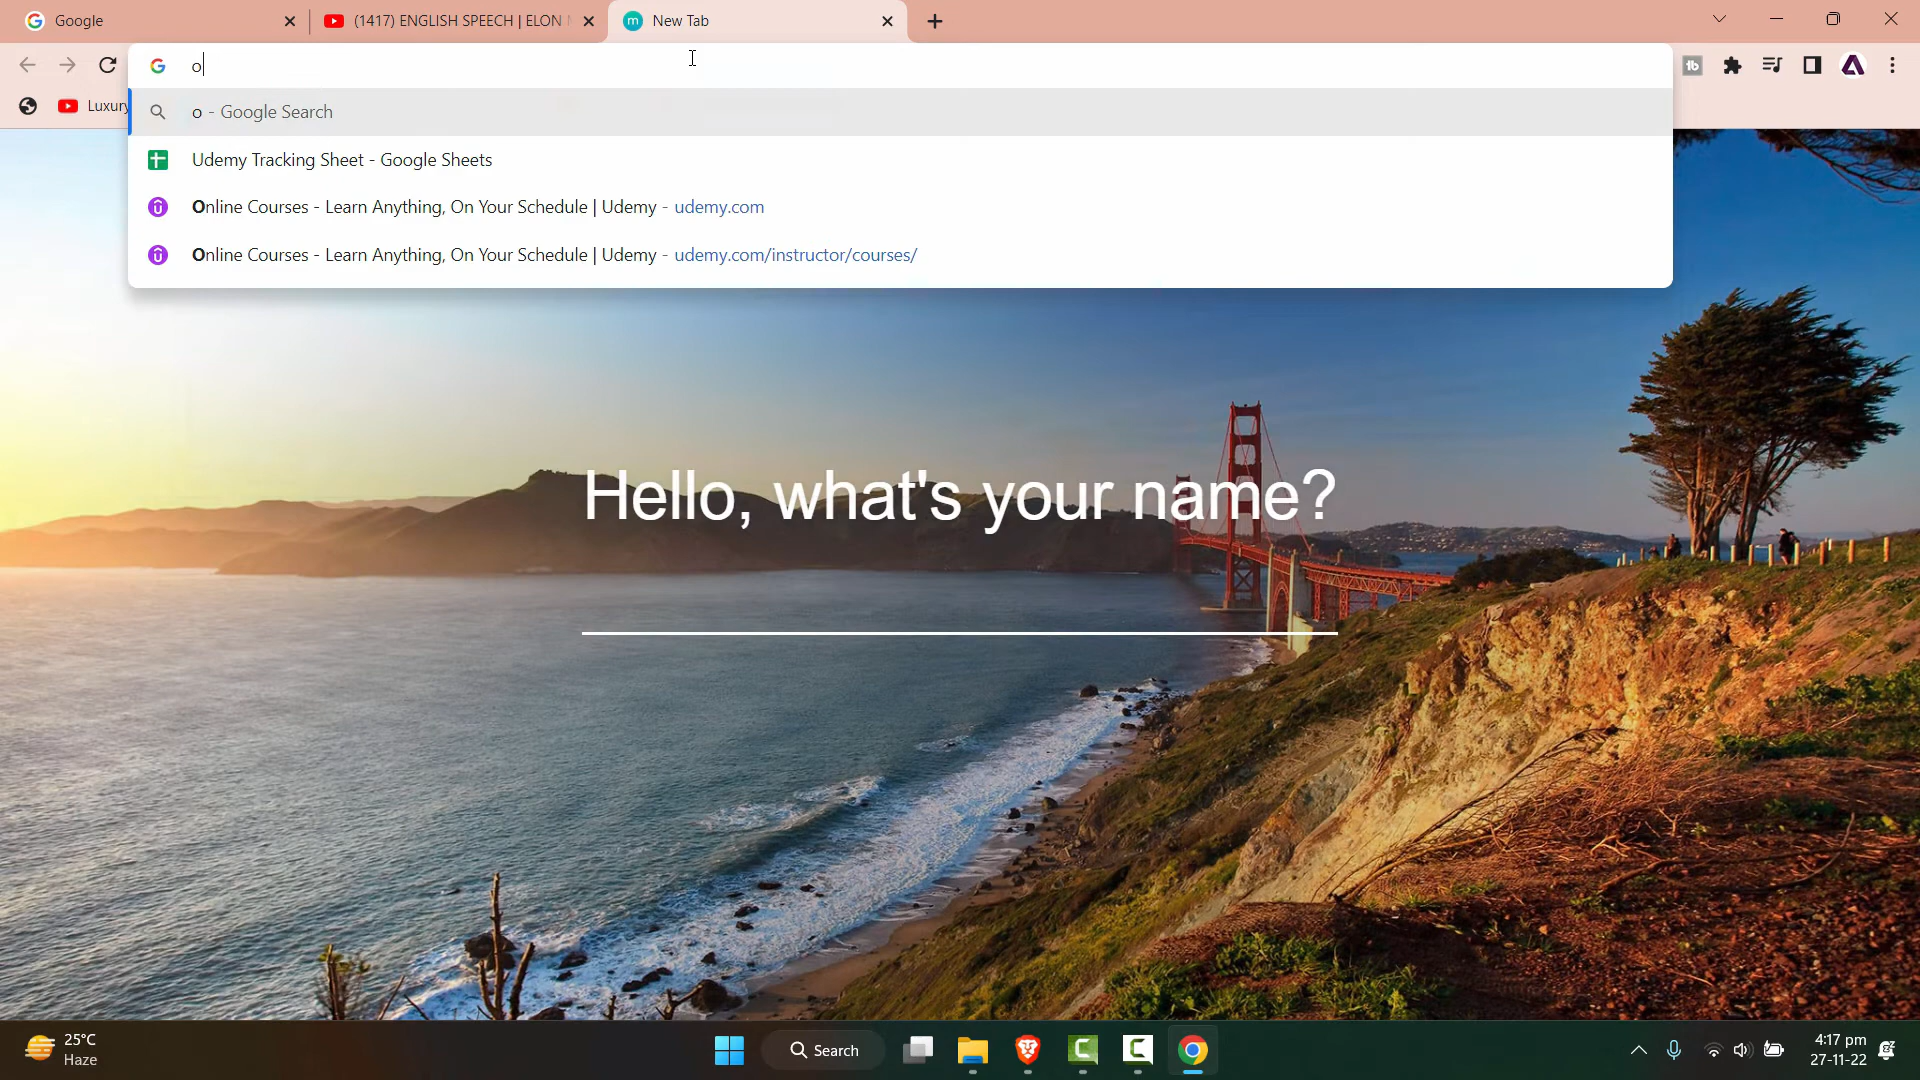 Google
(1417) ENGLISH SPEECH | ELON
New Tab
o
Luxury
o - Google Search
Udemy Tracking Sheet - Google Sheets
Online Courses - Learn Anything, On Your Schedule | Udemy - udemy.com
Online Courses - Learn Anything, On Your Schedule | Udemy - udemy.com/instructor/courses/
Hello, what's your name?
25°C
Haze
Search
4:17 pm
27-11-22